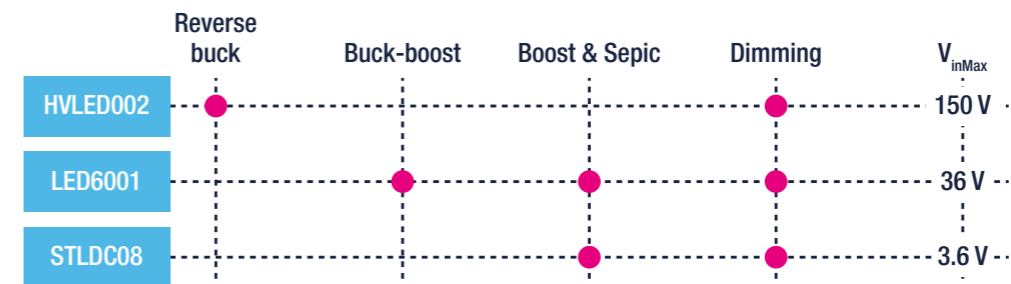 Reverse
buck
Buck-boost
Boost & Sepic
Dimming
VinMax
HVLED002
150 V
LED6001
36 V
STLDC08
3.6 V